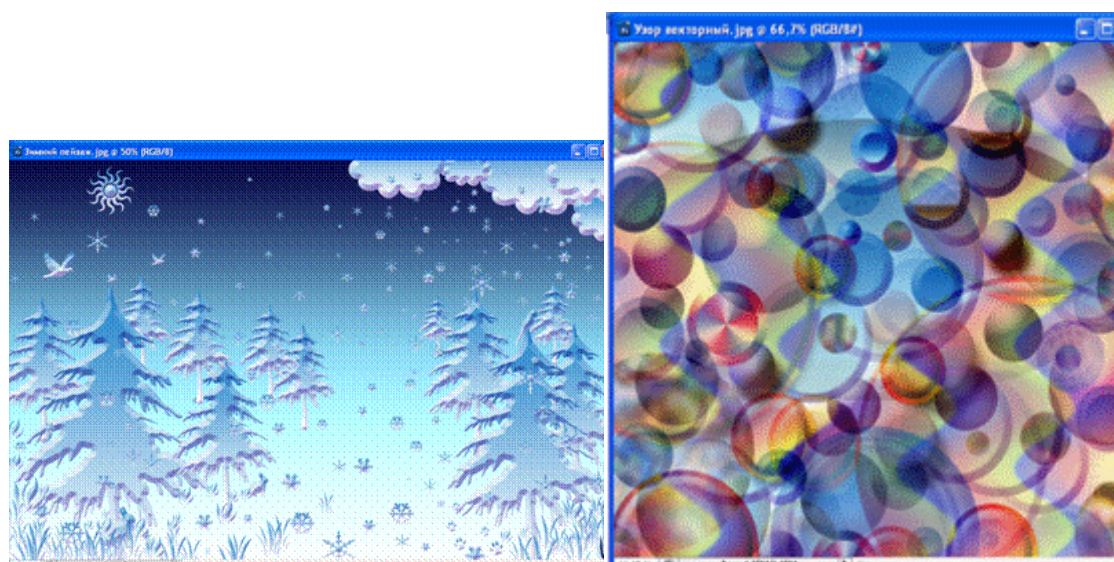 Зимний пейзаж.jpg @ 50% (RGB/8)
Узор векторный.jpg @ 66,7% (RGB/8#)